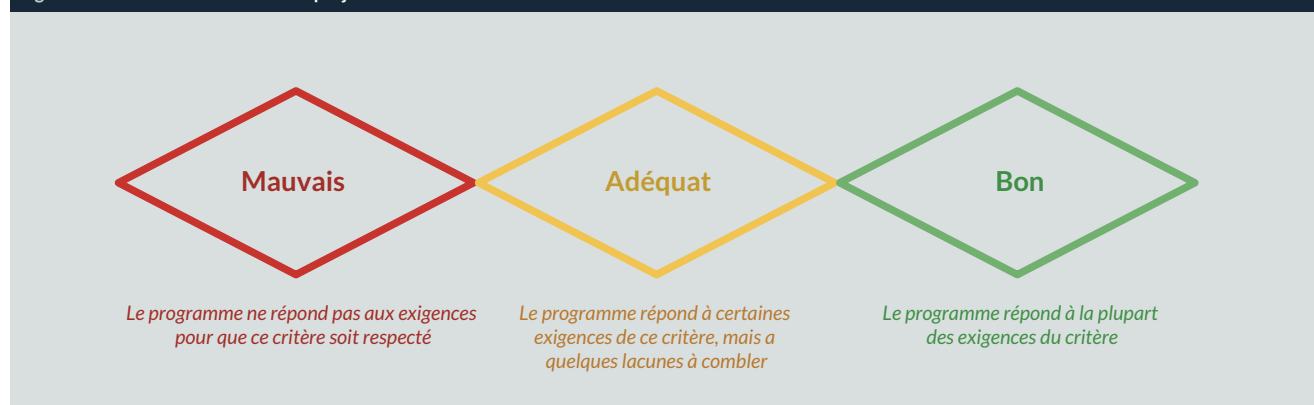 Mauvais
Adéquat
Bon
Le programme ne répond pas aux exigences
pour que ce critère soit respecté
Le programme répond à certaines
exigences de ce critère, mais a
quelques lacunes à combler
Le programme répond à la plupart
des exigences du critère